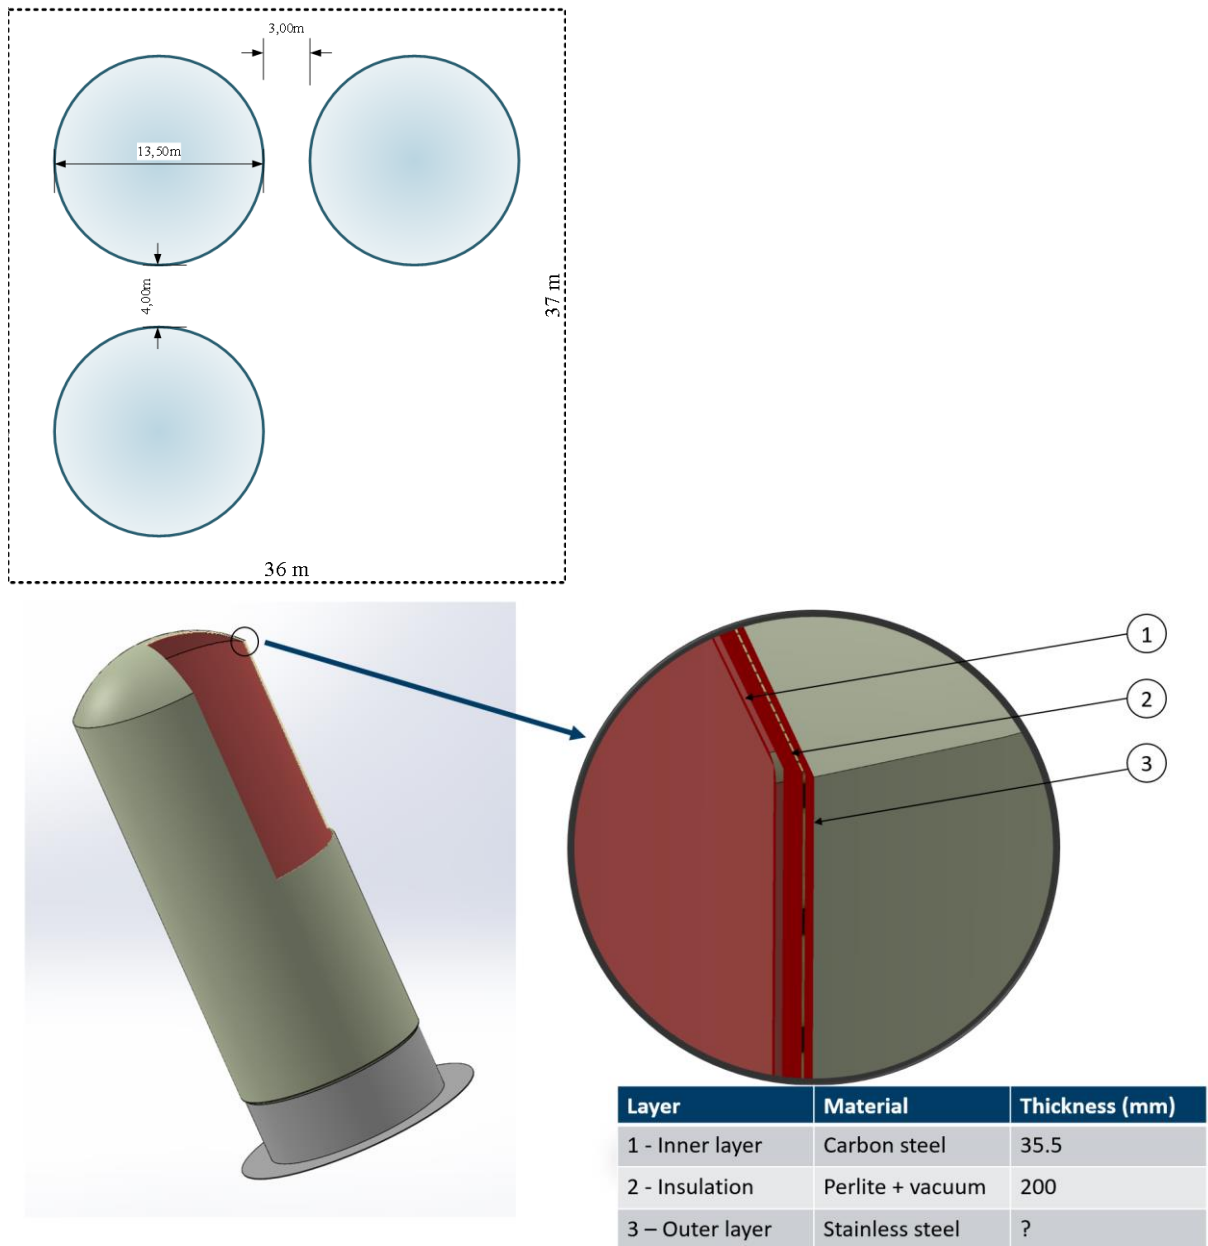 3,00m
13,50m
4,00m
37 m
36 m
1
2
3
Layer Material Thickness (mm)
1 - Inner layer Carbon steel 35.5
2 - Insulation Perlite + vacuum 200
3 – Outer layer Stainless steel ?